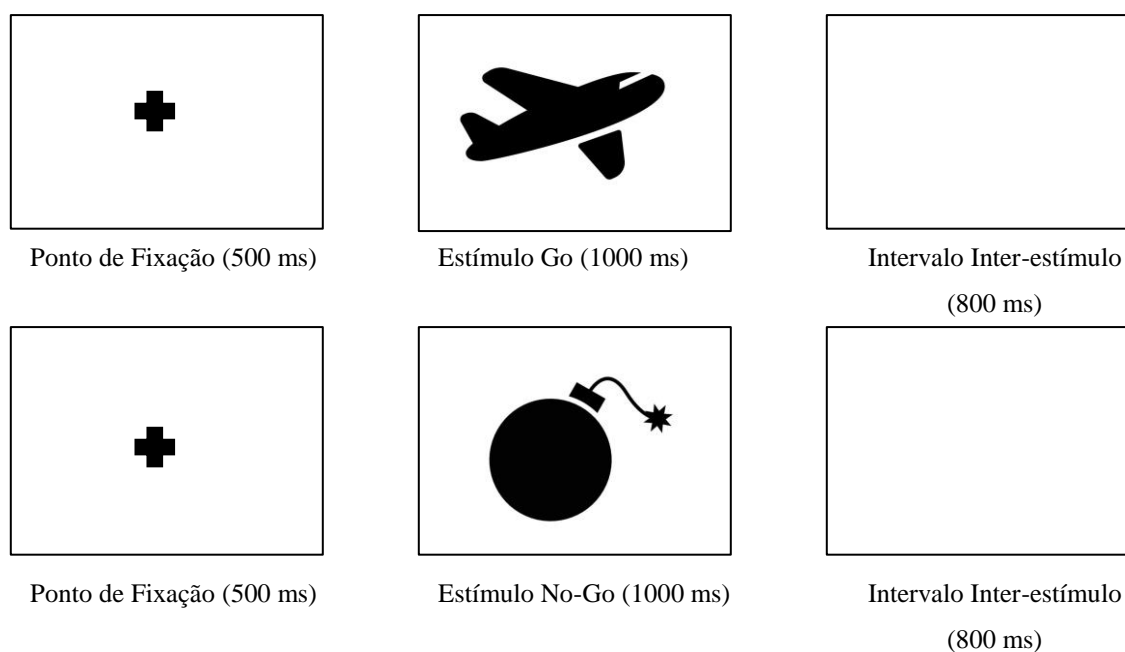 Ponto de Fixação (500 ms)
Estímulo Go (1000 ms)
Intervalo Inter-estímulo
(800 ms)
Ponto de Fixação (500 ms)
Estímulo No-Go (1000 ms)
Intervalo Inter-estímulo
(800 ms)